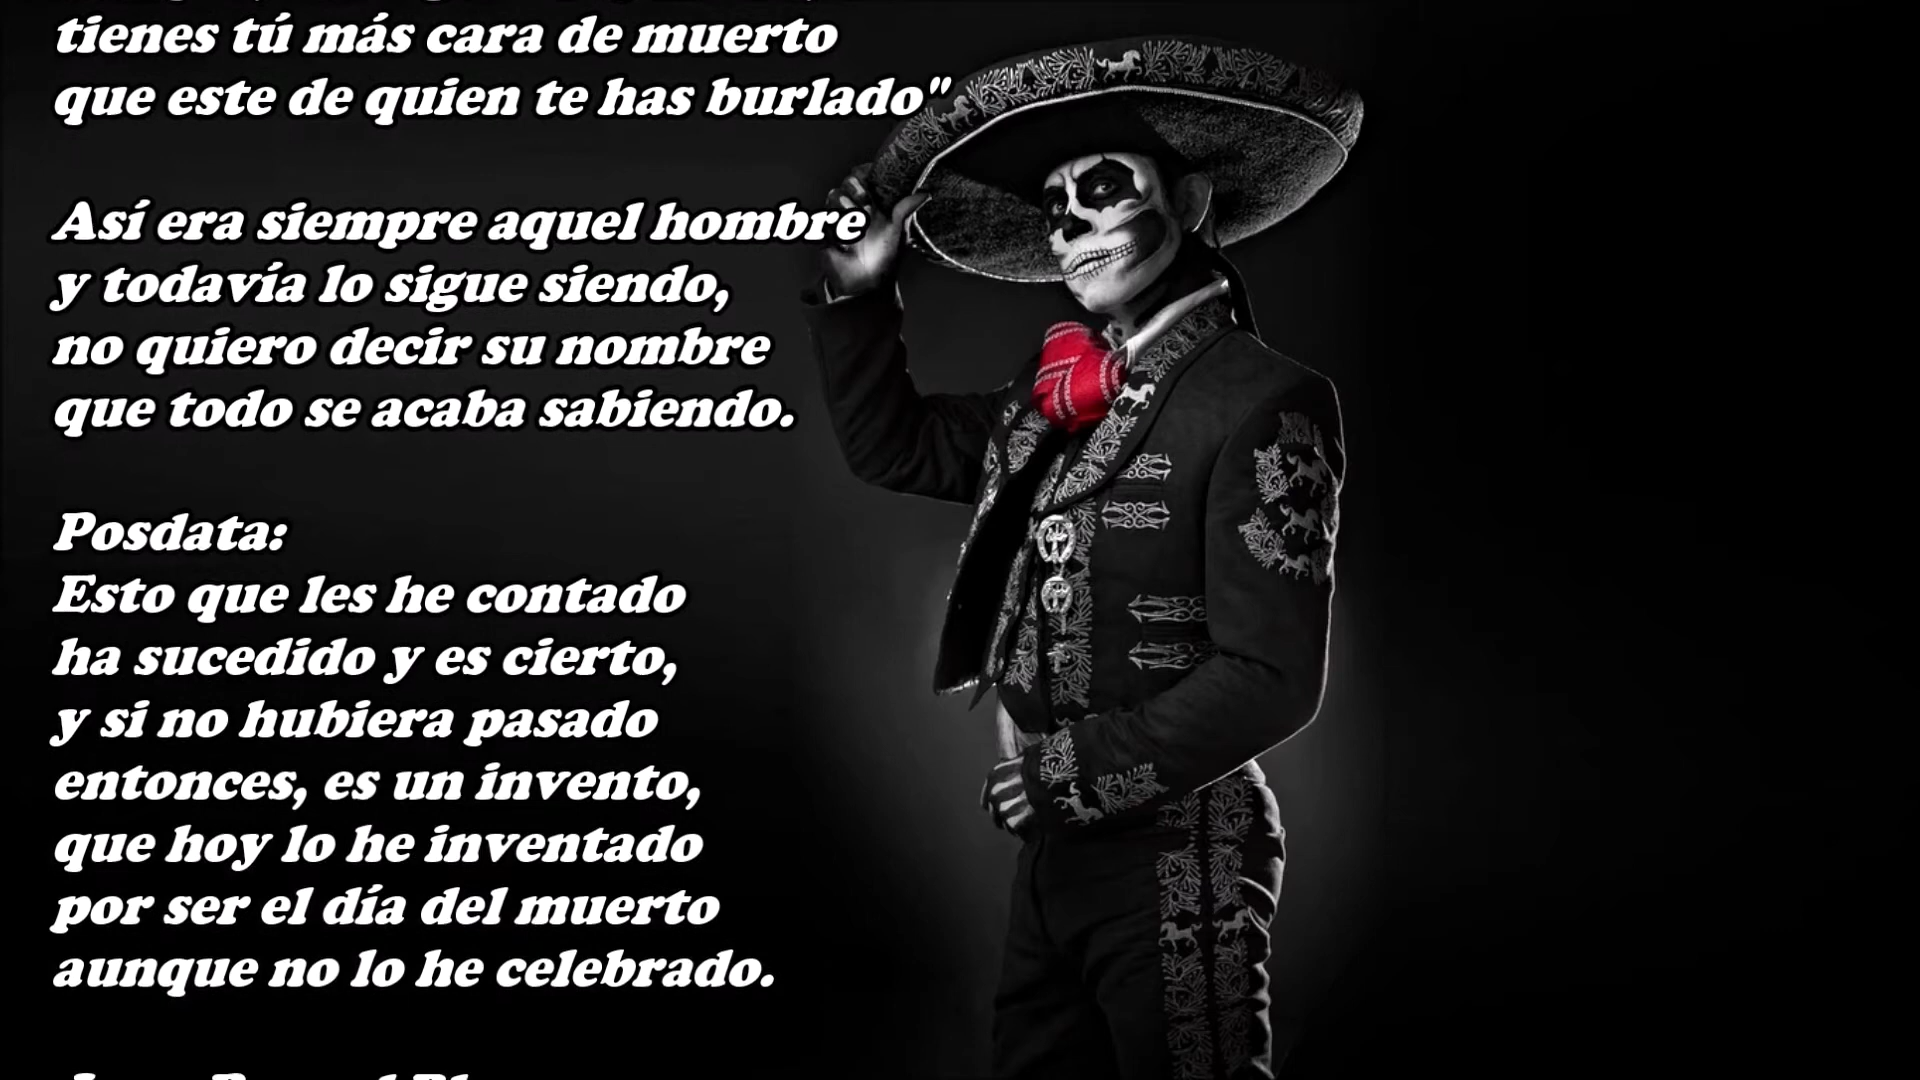 tienes tú más cara de muerto
que este de quien te has burlado"
Así era siempre aquel hombre
y todavía lo sigue siendo,
no quiero decir su nombre
que todo se acaba sabiendo.
Posdata:
Esto que les he contado
ha sucedido y es cierto,
y si no hubiera pasado
entonces, es un invento,
que hoy lo he inventado
por ser el día del muerto
aunque no lo he celebrado.